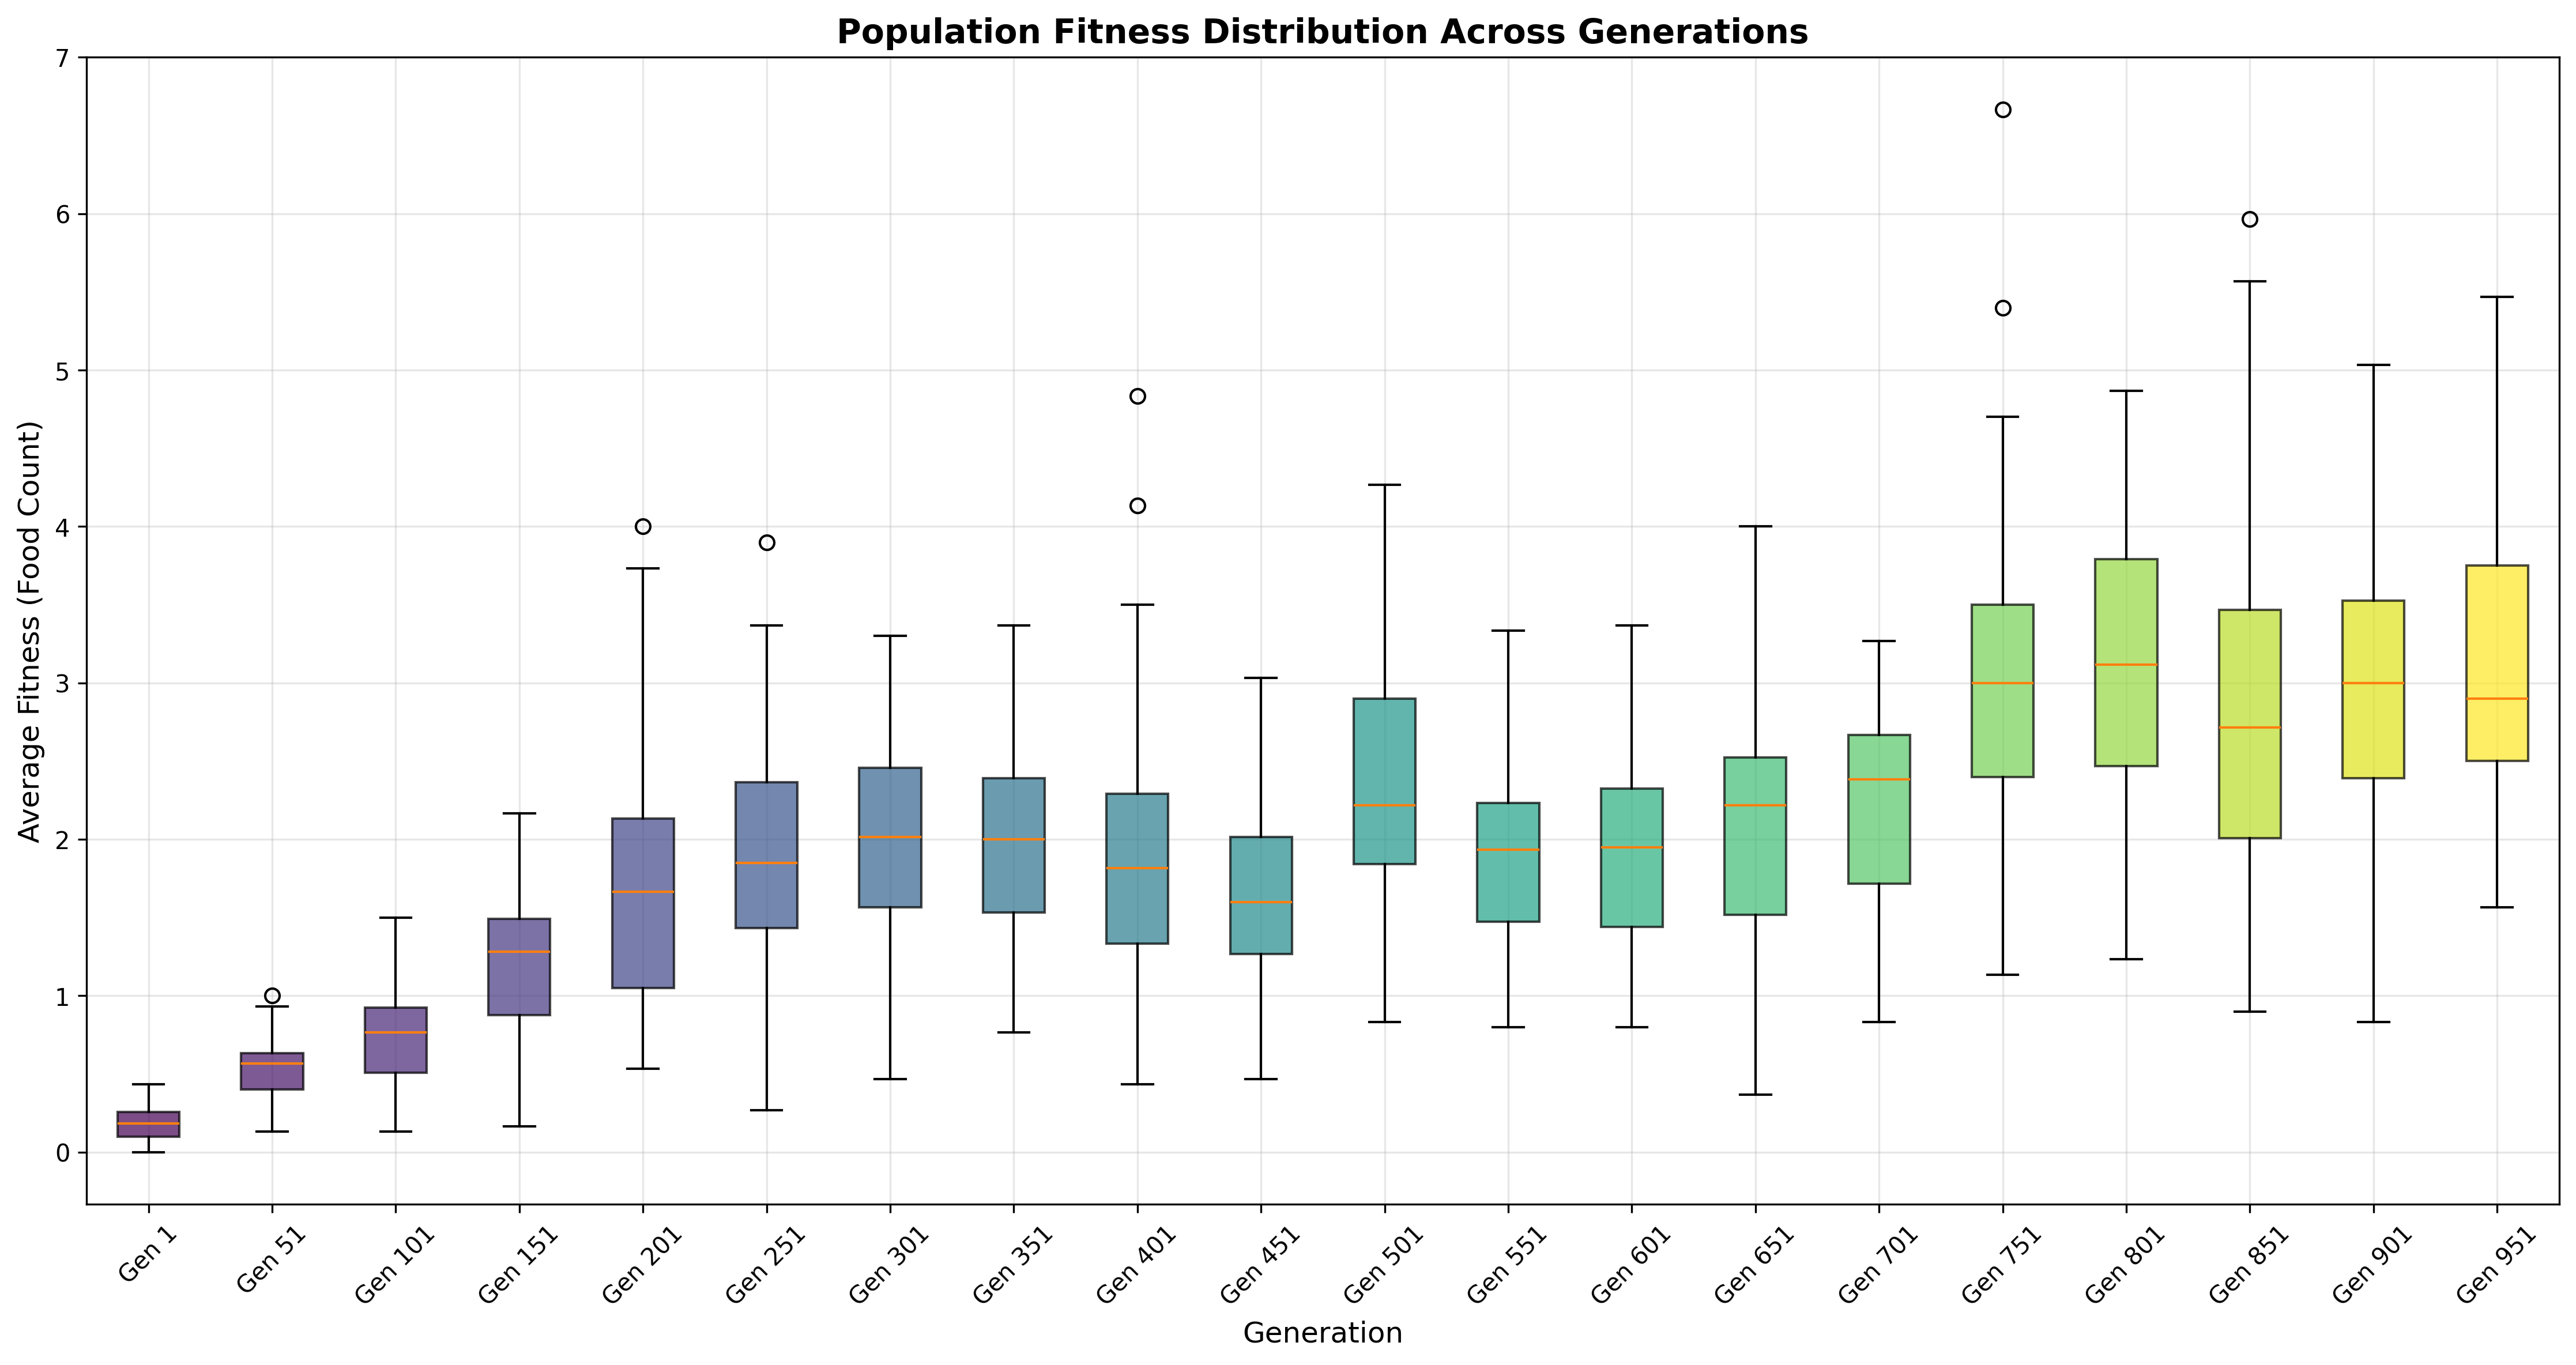 Population Fitness Distribution Across Generations
Average Fitness (Food Count)
7
6
5
4
3
2
1
0
Gen 1
Gen 51
Gen 101
Gen 151
Gen 201
Gen 251
Gen 301
Gen 351
Gen 401
Gen 451
Gen 501
Gen 551
Gen 601
Gen 651
Gen 701
Gen 751
Gen 801
Gen 851
Gen 901
Gen 951
Generation